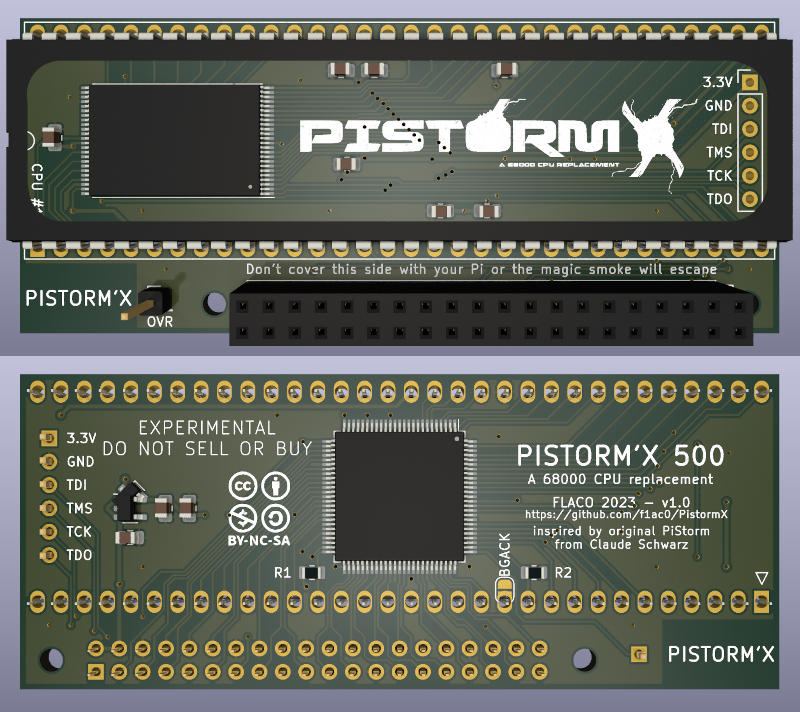 3.3V
GND
TDI
TMS
TCK
TDO
PISTORMX
A 68000 CPU REPLACEMENT
CPU #
Don't cover this side with your Pi or the magic smoke will escape
PISTORM'X
OVR
EXPERIMENTAL
DO NOT SELL OR BUY
3.3V
GND
TDI
TMS
TCK
TDO
cc
BY-NC-SA
PISTORM'X 500
A 68000 CPU replacement
FLACO 2023 – v1.0
https://github.com/f1ac0/PistormX
inspired by original PiStorm
from Claude Schwarz
BGACK
R1
R2
PISTORM'X